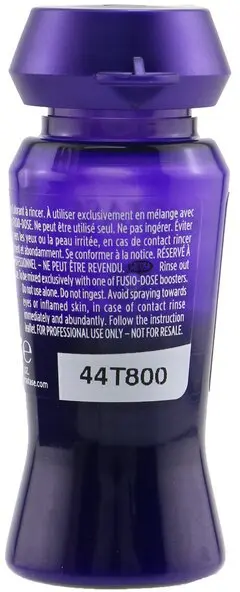 rant à rincer. À utiliser exclusivement en mélange avec
O-DOSE. Ne peut être utilisé seul. Ne pas ingérer. Éviter
les yeux ou la peau irritée, en cas de contact rincer
et abondamment. Se conformer à la notice. RÉSERVÉ À
FESSIONNEL – NE PEUT ÊTRE REVENDU. Rinse out
be mixed exclusively with one of FUSIO-DOSE boosters.
Do not use alone. Do not ingest. Avoid spraying towards
eyes or inflamed skin, in case of contact rinse
immediately and abundantly. Follow the instruction
leaflet. FOR PROFESSIONAL USE ONLY – NOT FOR RESALE.
e
oz
ase.com
44T800